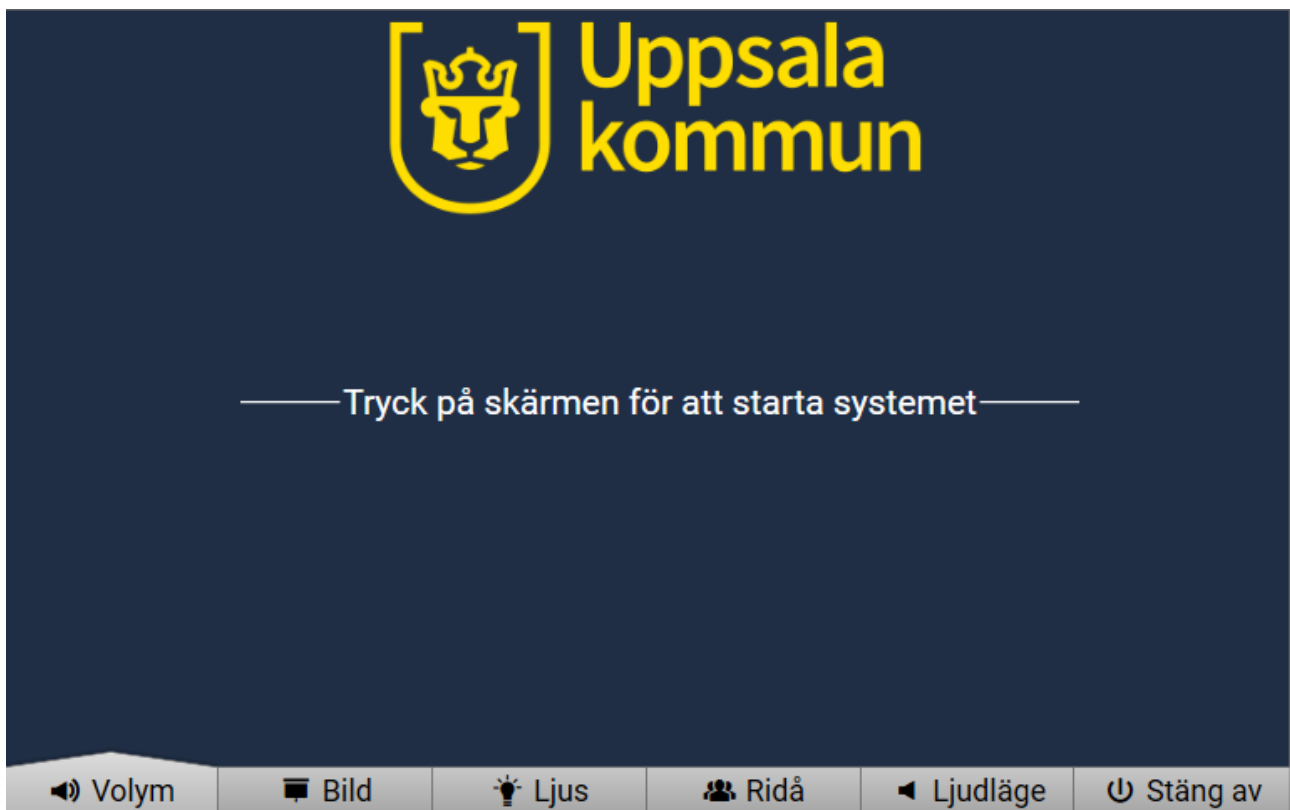 Uppsala
kommun
Tryck på skärmen för att starta systemet
Volym Bild Ljus Ridå Ljudläge Stäng av